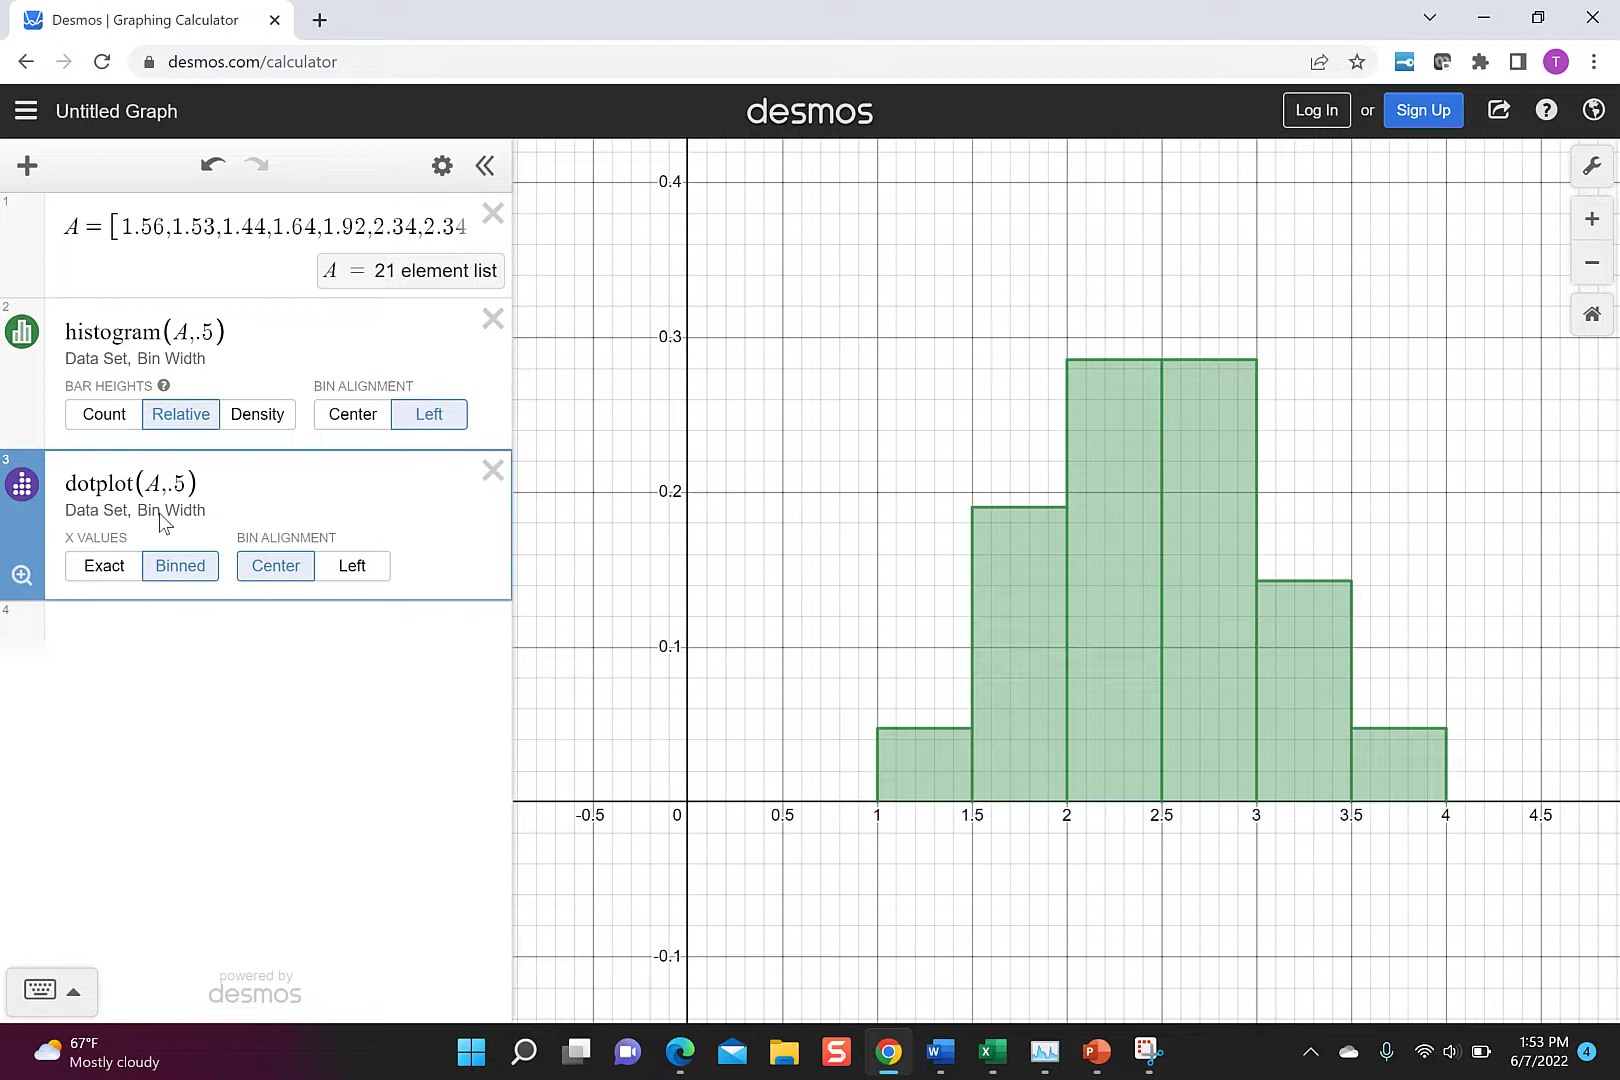 Desmos | Graphing Calculator
desmos.com/calculator
T
Untitled Graph
desmos
Log In or Sign Up
1
A = [1.56,1.53,1.44,1.64,1.92,2.34,2.34
A = 21 element list
2
histogram(A,.5)
Data Set, Bin Width
BAR HEIGHTS ?
BIN ALIGNMENT
Count Relative Density
Center Left
3
dotplot(A,.5)
Data Set, Bin Width
X VALUES
BIN ALIGNMENT
Exact Binned
Center Left
4
powered by
desmos
0.4
0.3
0.2
0.1
-0.5 0 0.5 1 1.5 2 2.5 3 3.5 4 4.5
-0.1
67°F
Mostly cloudy
S
W
X
P
1:53 PM
6/7/2022
4